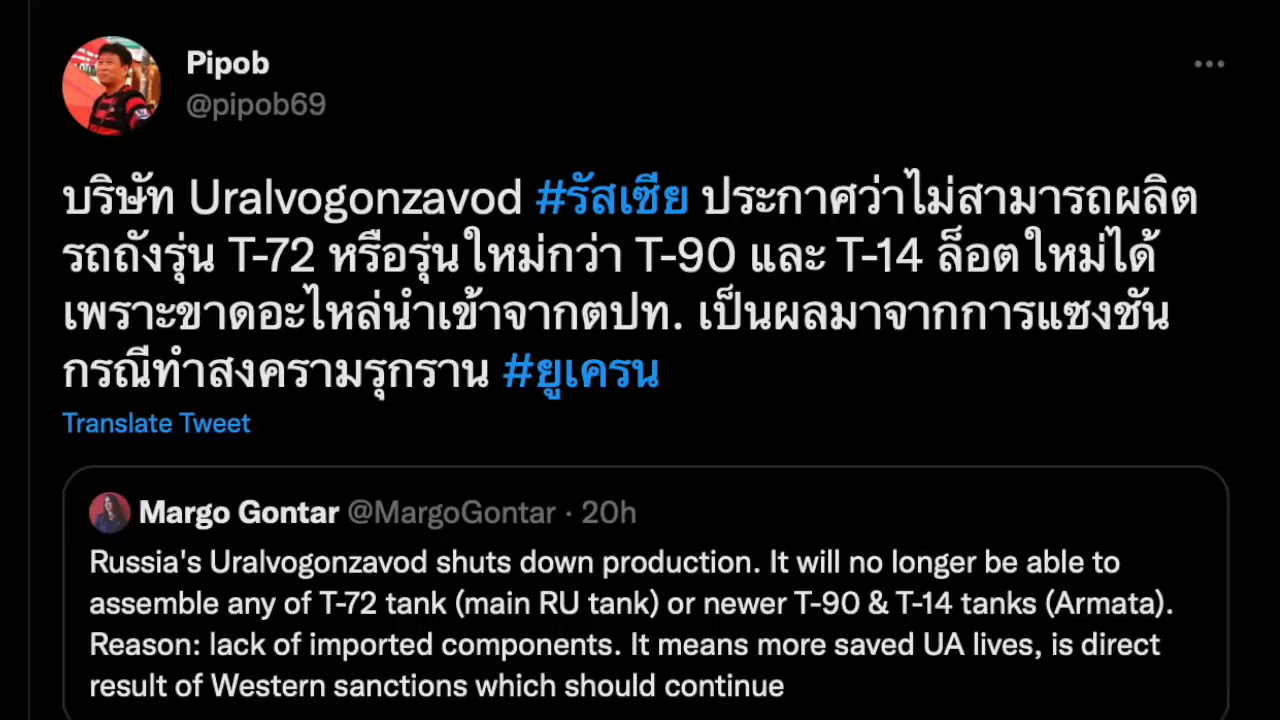 Pipob
@pipob69
บริษัท Uralvogonzavod #รัสเซีย ประกาศว่าไม่สามารถผลิต
รถถังรุ่น T-72 หรือรุ่นใหม่กว่า T-90 และ T-14 ล็อตใหม่ได้
เพราะขาดอะไหล่นำเข้าจากตปท. เป็นผลมาจากการแซงชัน
กรณีทำสงครามรุกราน #ยูเครน
Translate Tweet
Margo Gontar @MargoGontar · 20h
Russia's Uralvogonzavod shuts down production. It will no longer be able to
assemble any of T-72 tank (main RU tank) or newer T-90 & T-14 tanks (Armata).
Reason: lack of imported components. It means more saved UA lives, is direct
result of Western sanctions which should continue